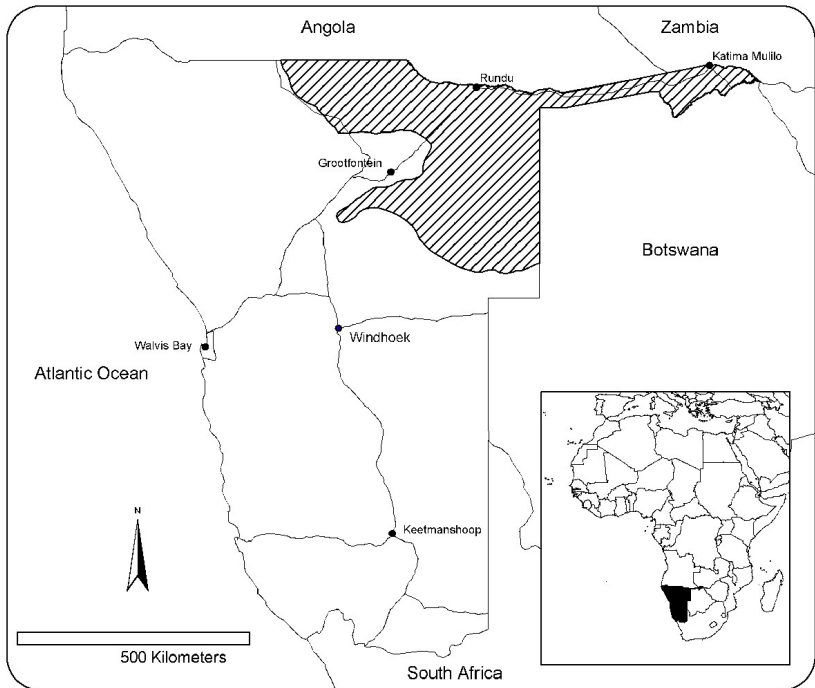 Angola
Zambia
Katima Mulilo
Rundu
Grootfontein
Botswana
Windhoek
Walvis Bay
Atlantic Ocean
N
Keetmanshoop
500 Kilometers
South Africa